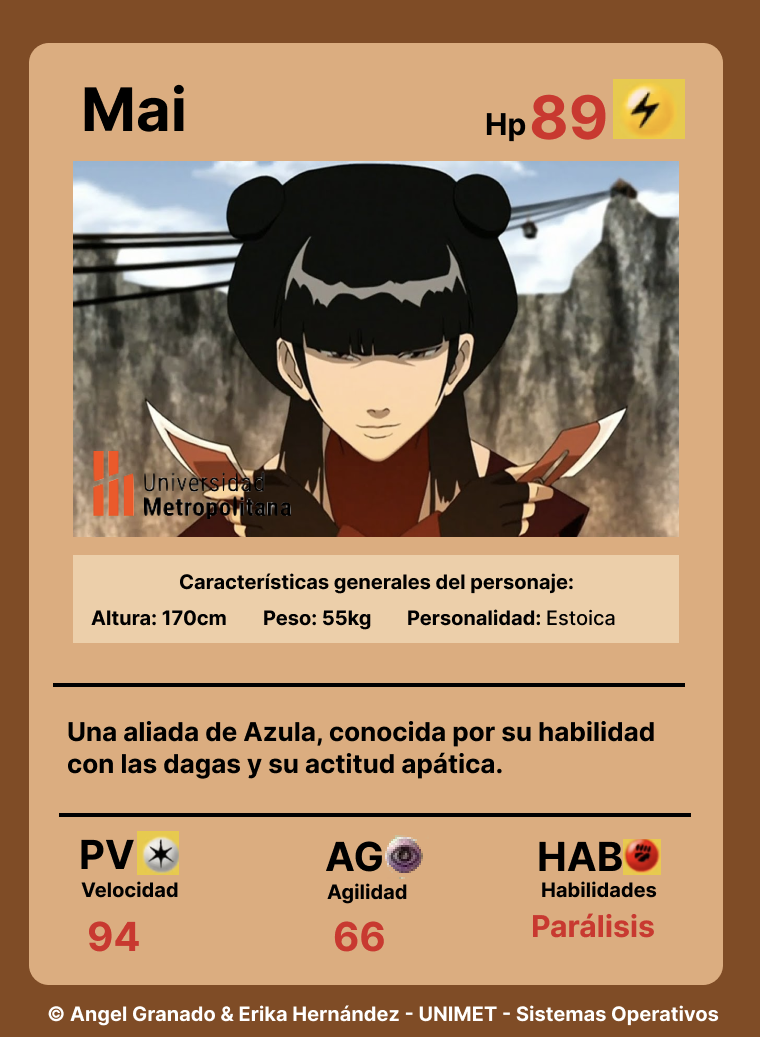 Mai
Hp 89
Universidad
Metropolitana
Características generales del personaje:
Altura: 170cm Peso: 55kg Personalidad: Estoica
Una aliada de Azula, conocida por su habilidad
con las dagas y su actitud apática.
PV AG HAB
Velocidad Agilidad Habilidades
94 66 Parálisis
© Angel Granado & Erika Hernández - UNIMET - Sistemas Operativos